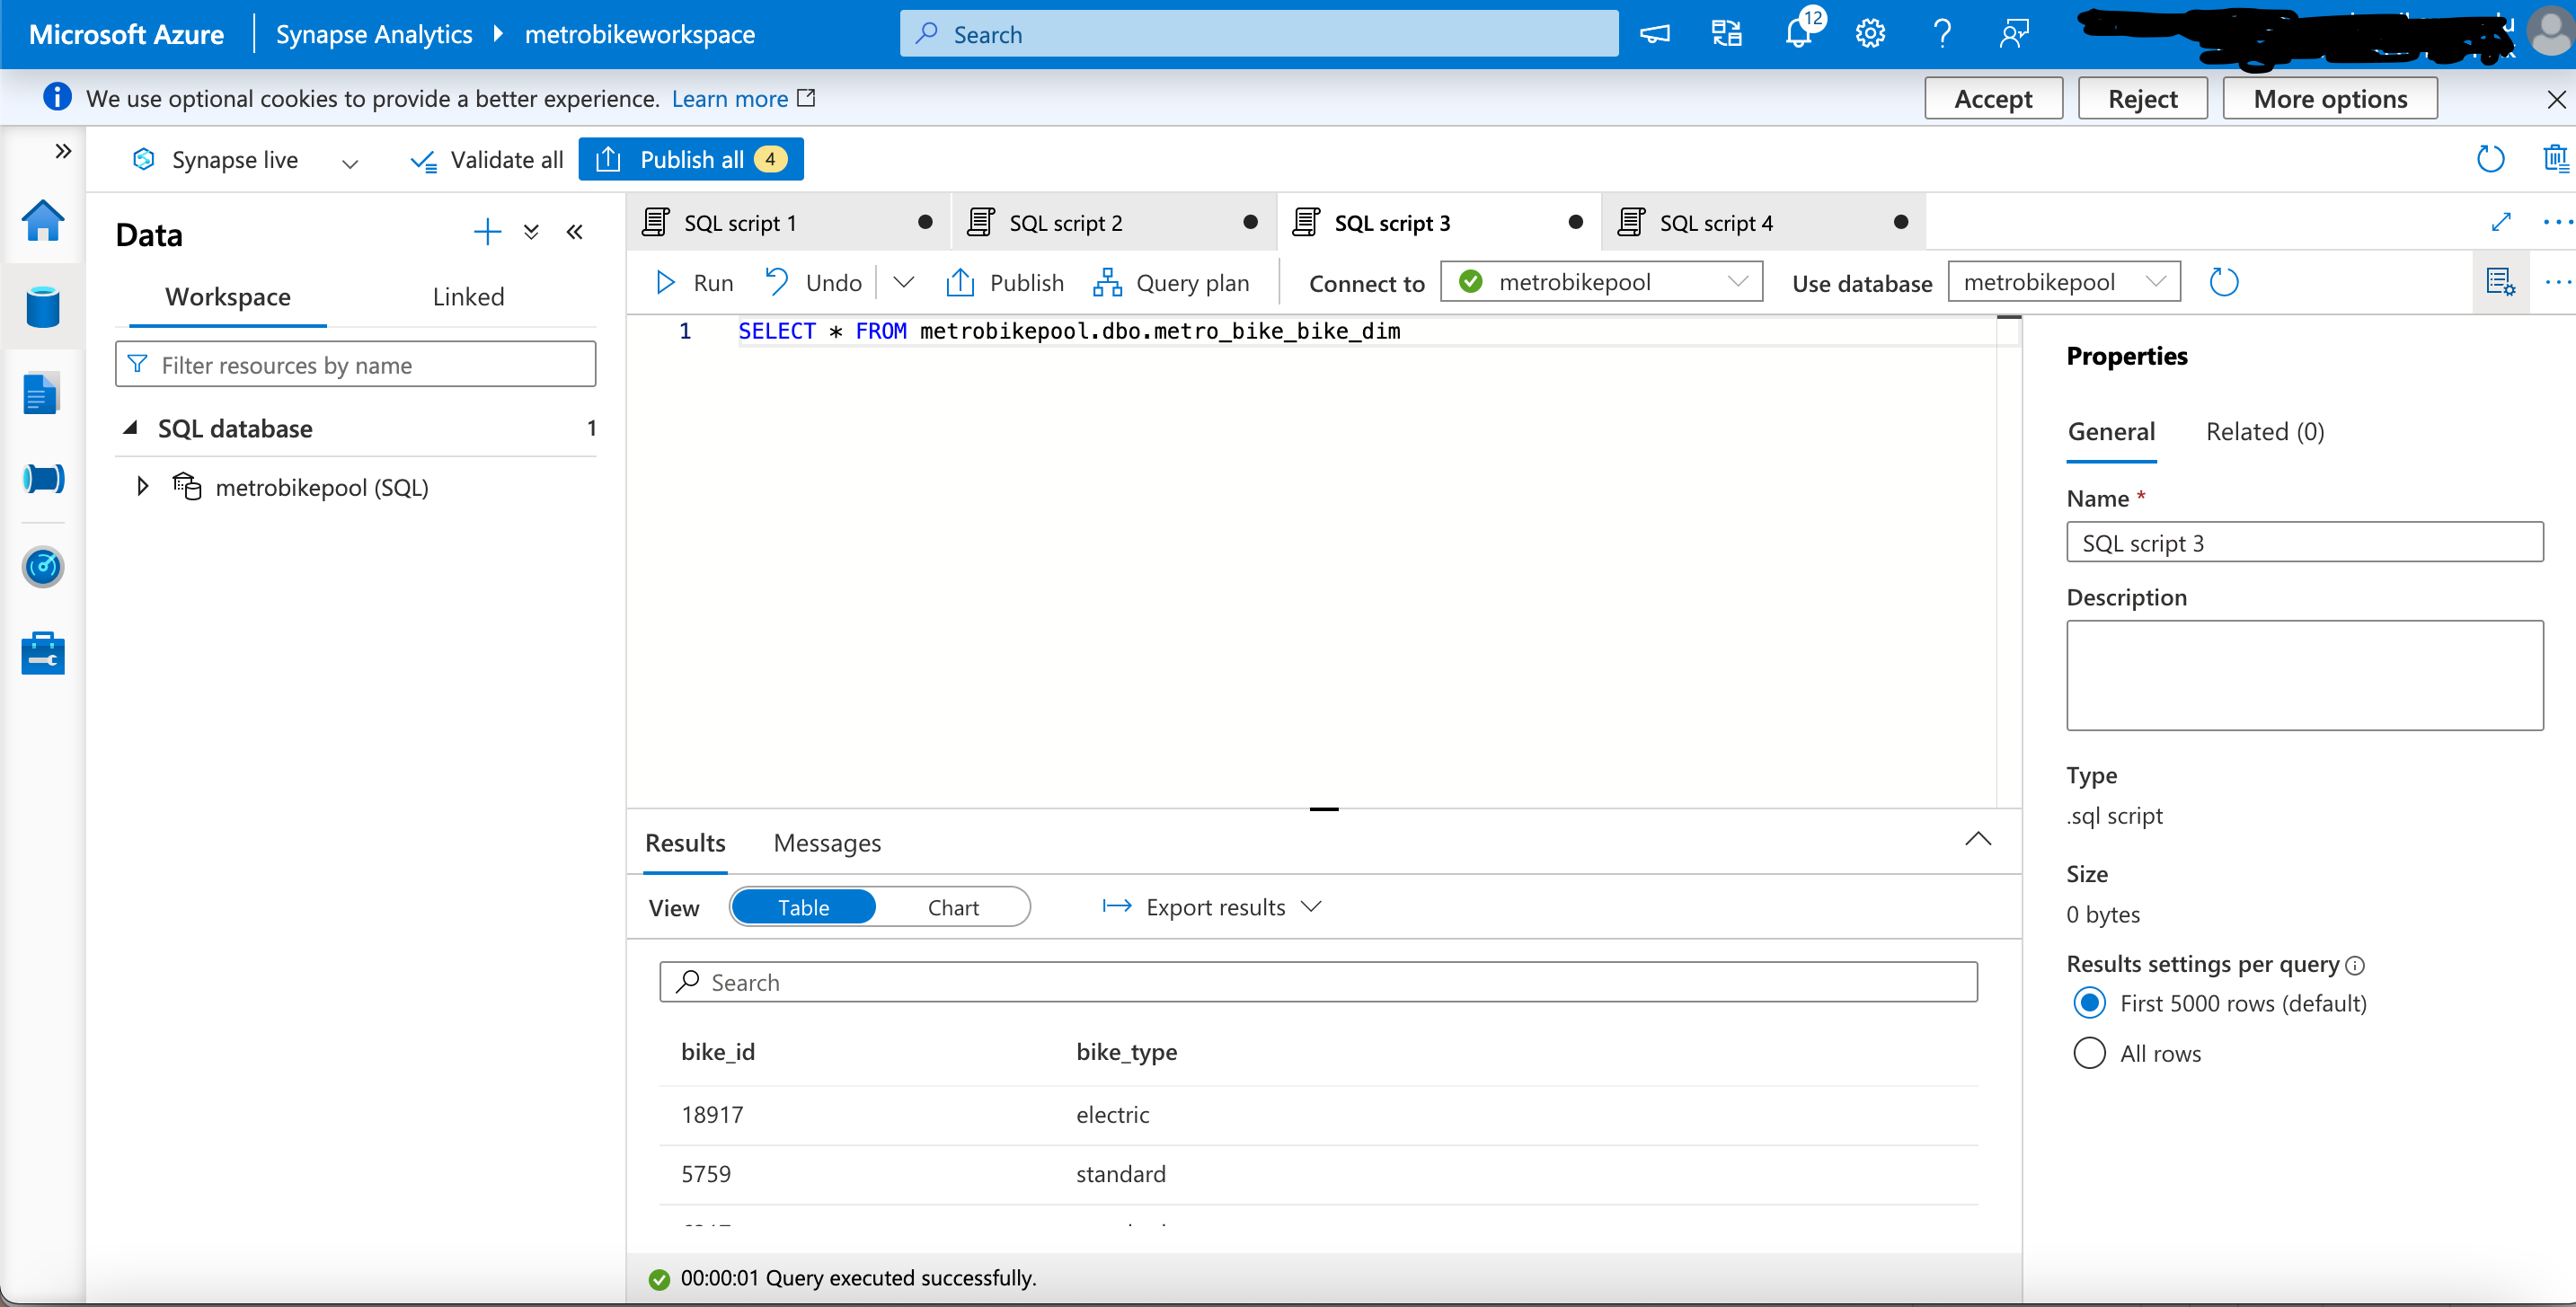 Microsoft Azure
Synapse Analytics
metrobikeworkspace
Search
12
We use optional cookies to provide a better experience. Learn more
Accept
Reject
More options
Synapse live
Validate all
Publish all 4
Data
Workspace
Linked
Filter resources by name
SQL database 1
metrobikepool (SQL)
SQL script 1
SQL script 2
SQL script 3
SQL script 4
Run
Undo
Publish
Query plan
Connect to
metrobikepool
Use database
metrobikepool
1 SELECT * FROM metrobikepool.dbo.metro_bike_bike_dim
Results
Messages
View
Table
Chart
Export results
Search
bike_id bike_type
18917 electric
5759 standard
00:00:01 Query executed successfully.
Properties
General
Related (0)
Name *
SQL script 3
Description
Type
.sql script
Size
0 bytes
Results settings per query
First 5000 rows (default)
All rows